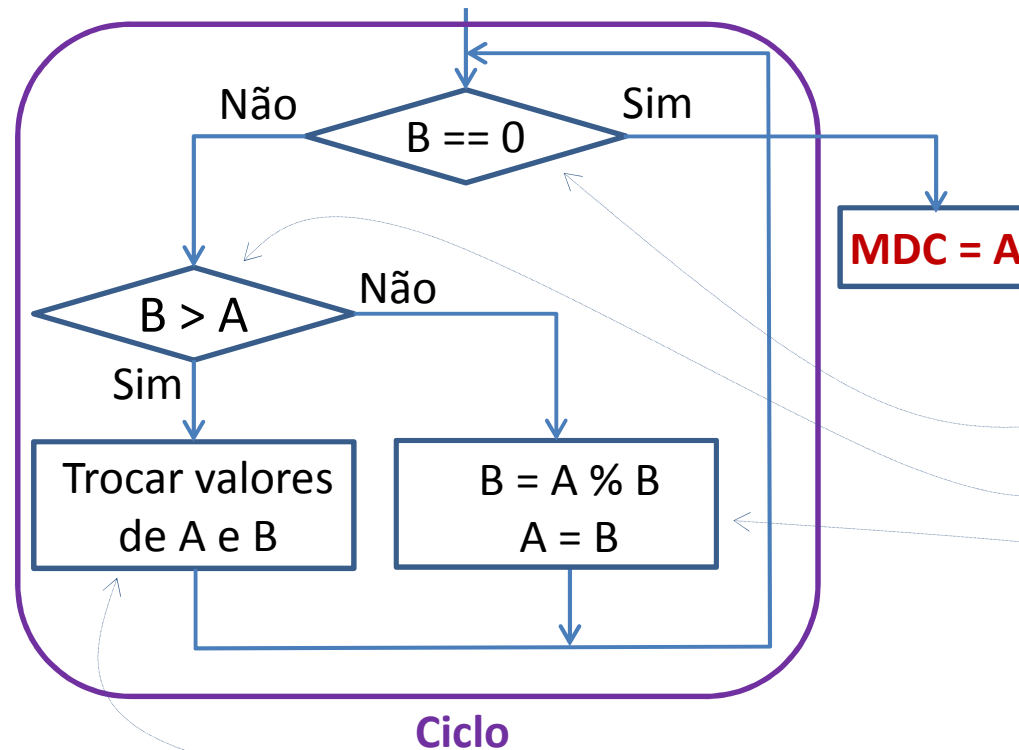 Não
Sim
B == 0
MDC = A
B > A
Não
Sim
Trocar valores
de A e B
B = A % B
A = B
Ciclo